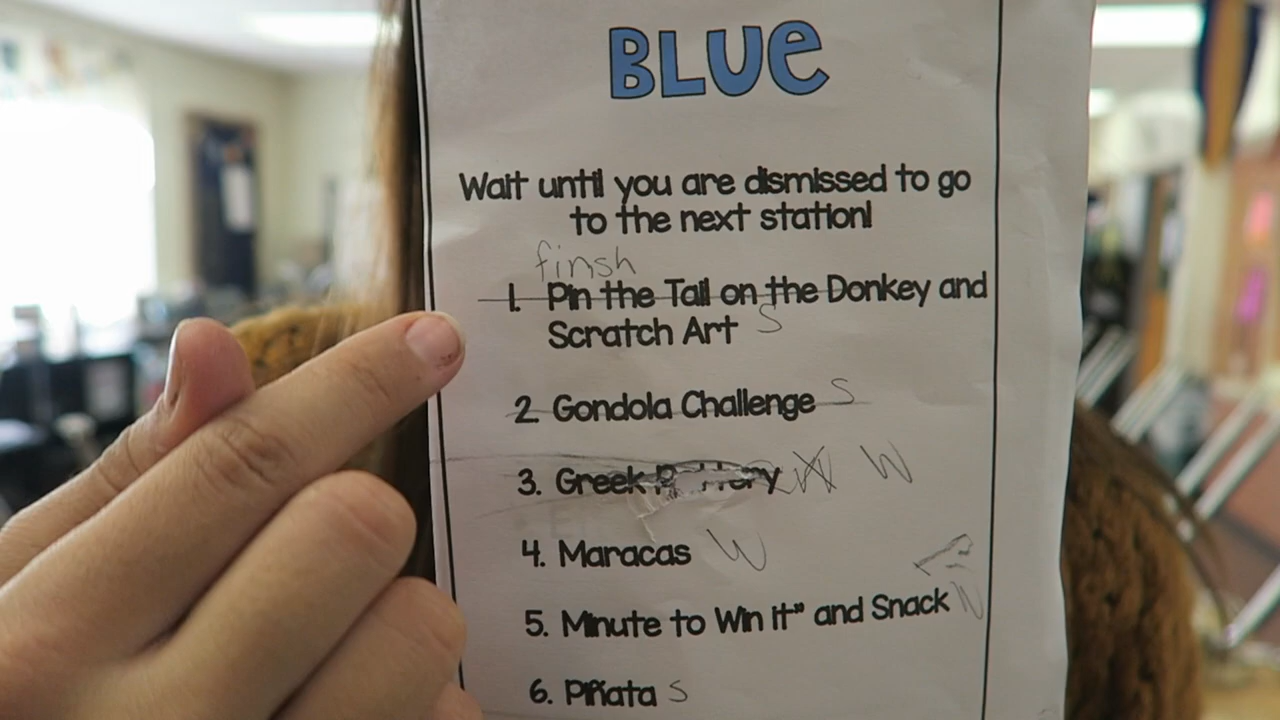 BLUE
Wait until you are dismissed to go
to the next station!
finsh
1. Pin the Tail on the Donkey and
Scratch Art S
2. Gondola Challenge S
3. Greek W
4. Maracas W
5. Minute to Win it” and Snack
6. Piñata S